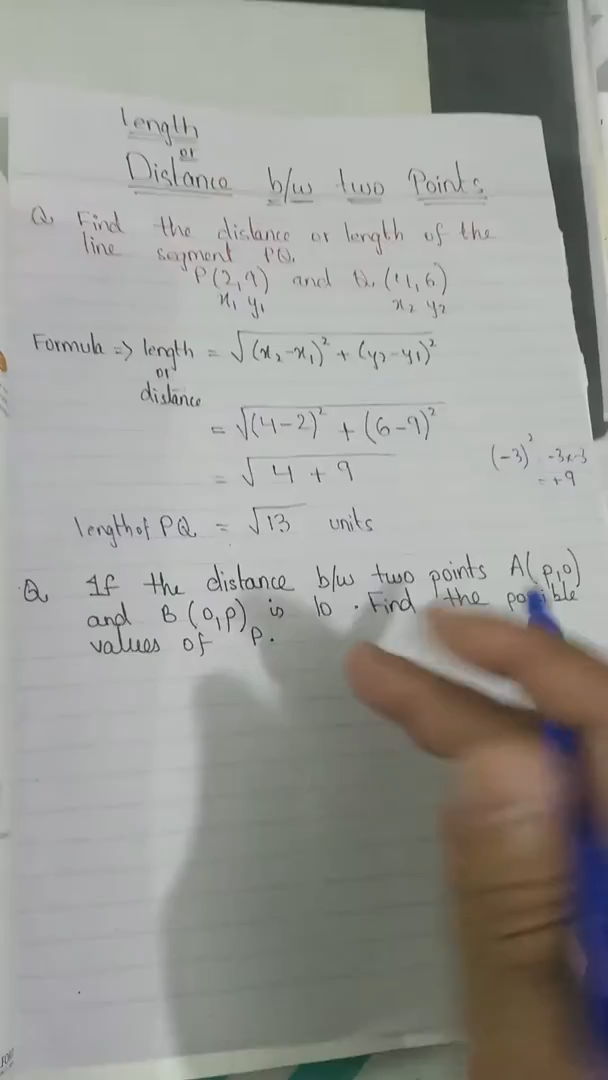 Length
or
Distance b/w two Points
Q Find the distance or length of the
line segment PQ.
P(2,9) and Q (4,6)
x₁ y₁ x₂ y₂
Formula => length = √(x₂-x₁)² + (y₂-y₁)²
or
distance
= √(4-2)² + (6-9)²
= √4 + 9
(-3)² -3x-3
= +9
length of PQ = √13 units
Q If the distance b/w two points A(p,0)
and B (0,p) is 10 . Find the possible
values of p.